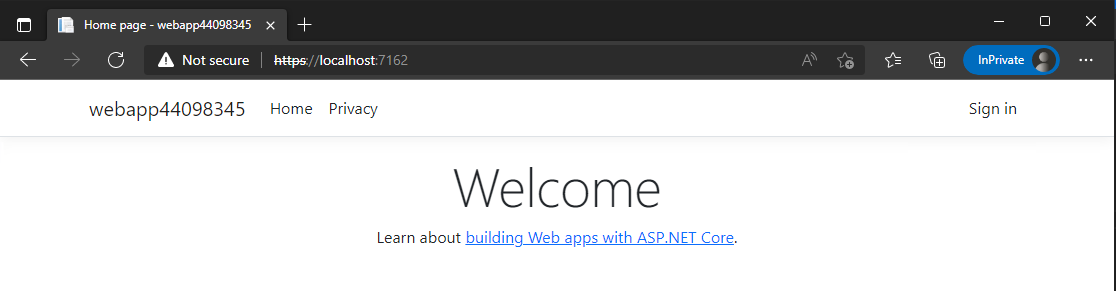 Home page - webapp44098345
Not secure https://localhost:7162 InPrivate
webapp44098345 Home Privacy Sign in
Welcome
Learn about building Web apps with ASP.NET Core.